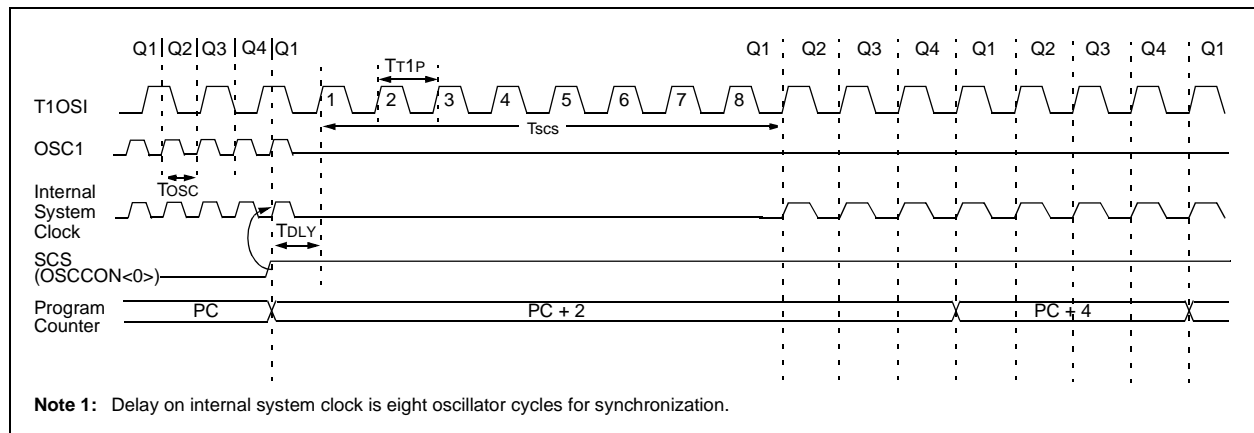 Q1 Q2 Q3 Q4 Q1 Q1 Q2 Q3 Q4 Q1 Q2 Q3 Q4 Q1
TT1P
T1OSI
1 2 3 4 5 6 7 8
TSCS
OSC1
TOSC
Internal
System
Clock
TDLY
SCS
(OSCCON<0>)
Program
Counter
PC PC + 2 PC + 4
Note 1: Delay on internal system clock is eight oscillator cycles for synchronization.